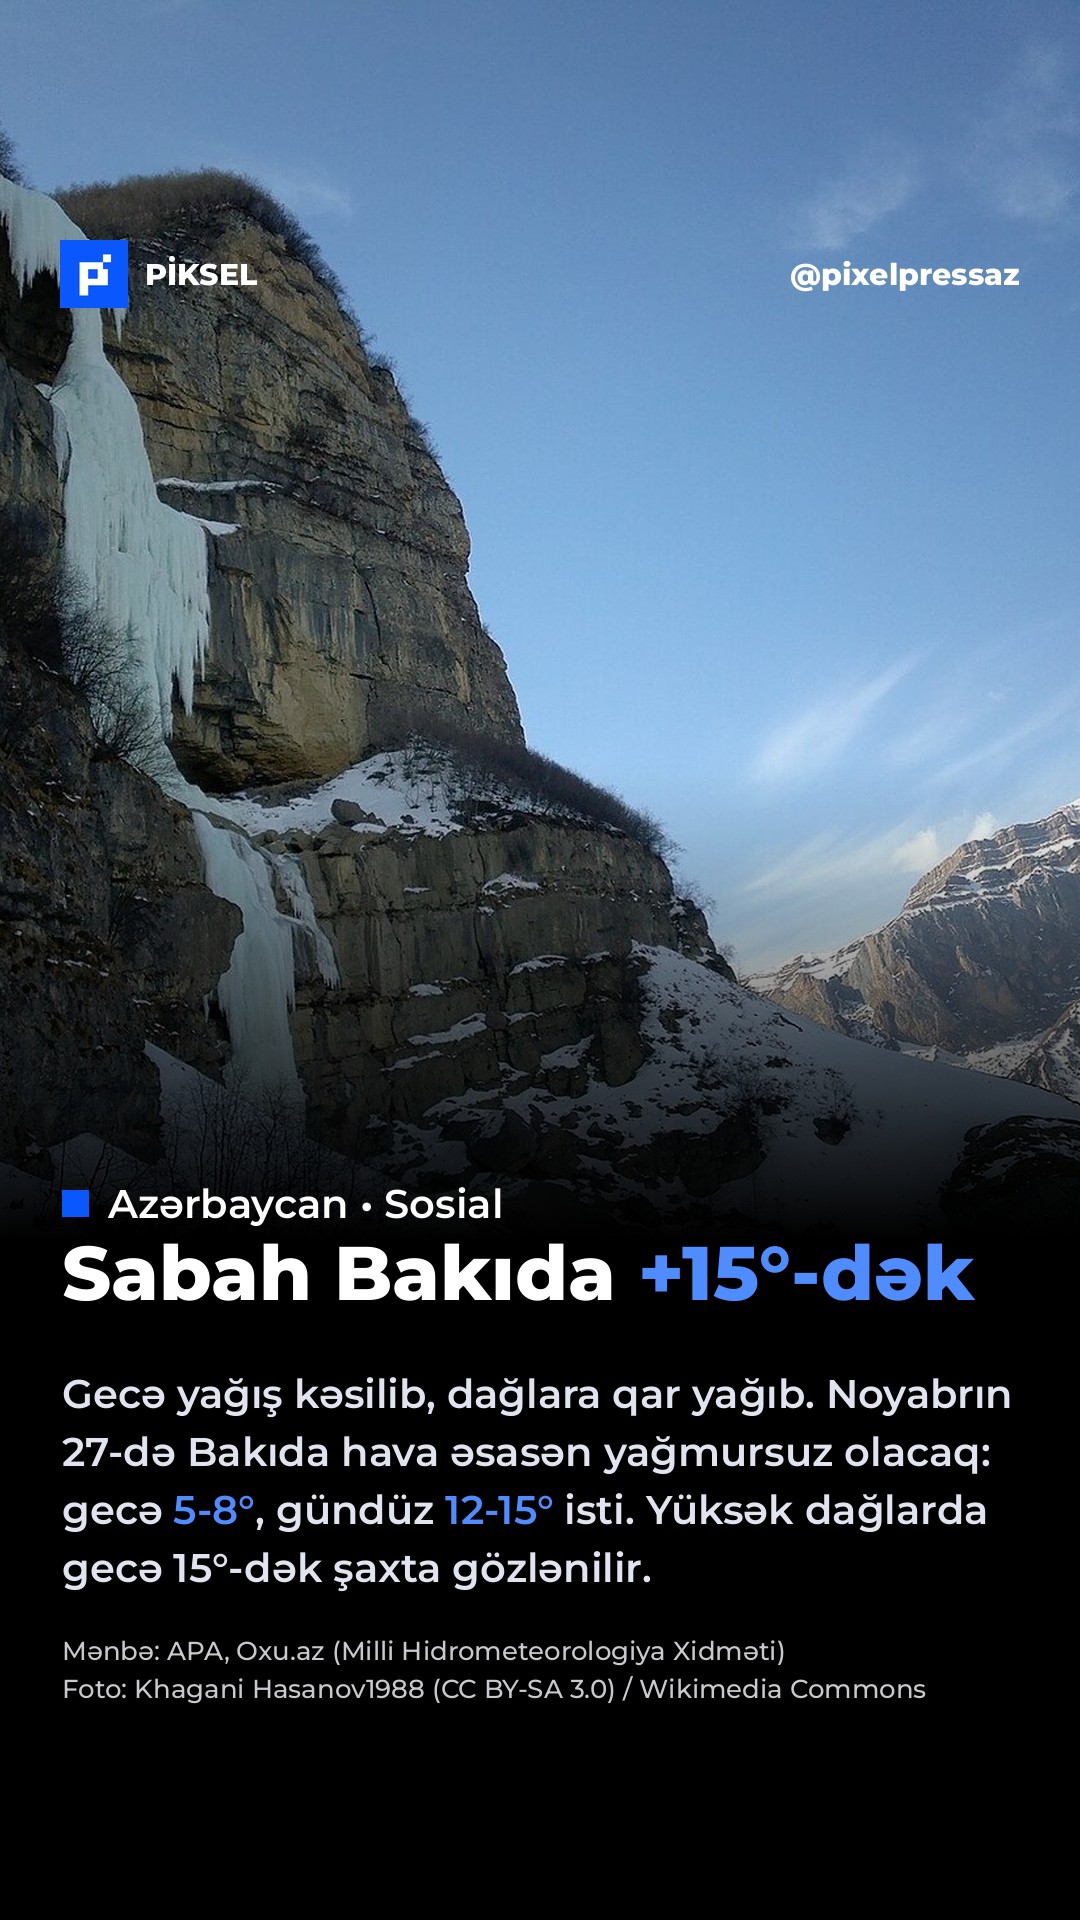 PİKSEL
@pixelpressaz
Azərbaycan • Sosial
Sabah Bakıda +15°-dək
Gecə yağış kəsilib, dağlara qar yağıb. Noyabrın
27-də Bakıda hava əsasən yağmursuz olacaq:
gecə 5-8°, gündüz 12-15° isti. Yüksək dağlarda
gecə 15°-dək şaxta gözlənilir.
Mənbə: APA, Oxu.az (Milli Hidrometeorologiya Xidməti)
Foto: Khagani Hasanov1988 (CC BY-SA 3.0) / Wikimedia Commons